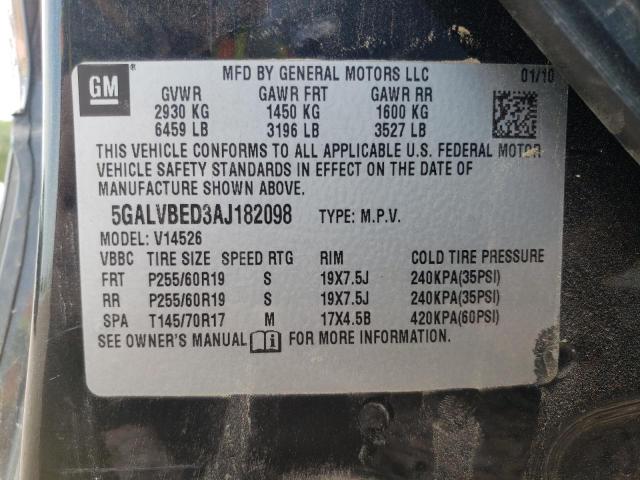 GM
®
MFD BY GENERAL MOTORS LLC 01/10
GVWR GAWR FRT GAWR RR
2930 KG 1450 KG 1600 KG
6459 LB 3196 LB 3527 LB
THIS VEHICLE CONFORMS TO ALL APPLICABLE U.S. FEDERAL MOTOR
VEHICLE SAFETY STANDARDS IN EFFECT ON THE DATE OF
MANUFACTURE SHOWN ABOVE.
5GALVBED3AJ182098 TYPE: M.P.V.
MODEL: V14526
VBBC TIRE SIZE SPEED RTG RIM COLD TIRE PRESSURE
FRT P255/60R19 S 19X7.5J 240KPA(35PSI)
RR P255/60R19 S 19X7.5J 240KPA(35PSI)
SPA T145/70R17 M 17X4.5B 420KPA(60PSI)
SEE OWNER'S MANUAL FOR MORE INFORMATION.